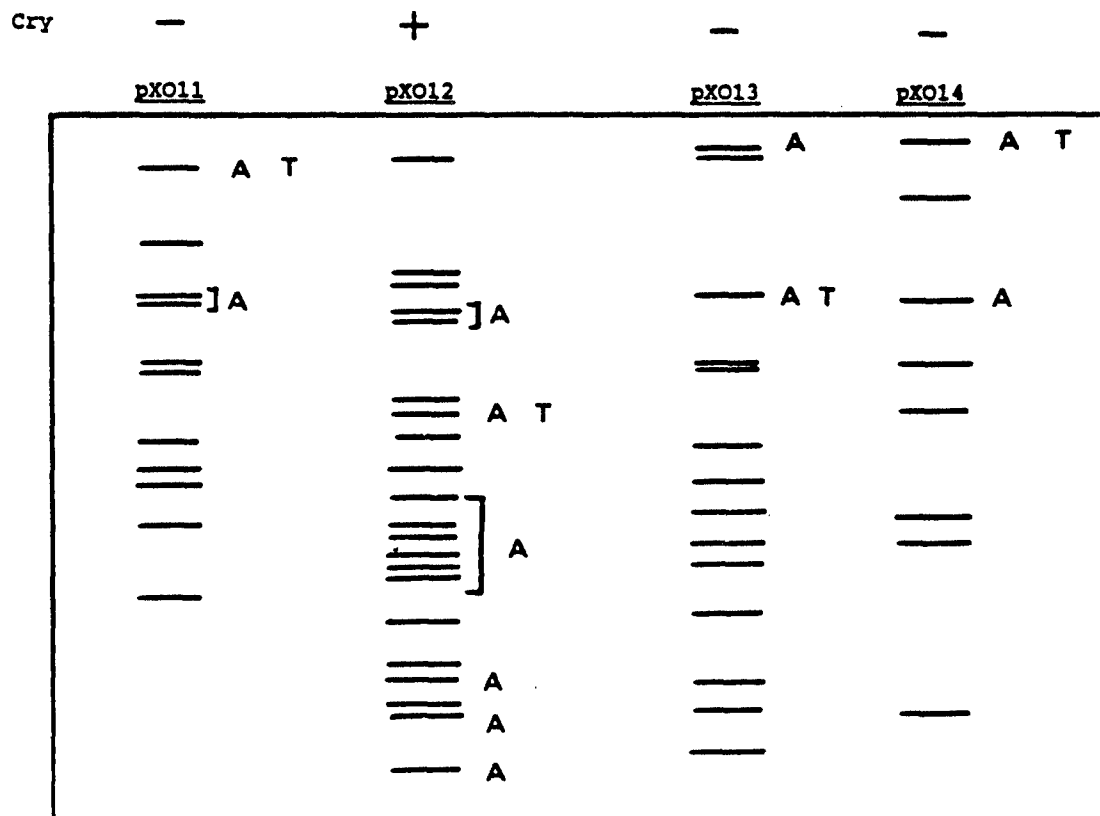 Cry − + − −
pXO11 pXO12 pXO13 pXO14
A A T
A T
A ] A A T A
] A
A T
] A
A
A
A